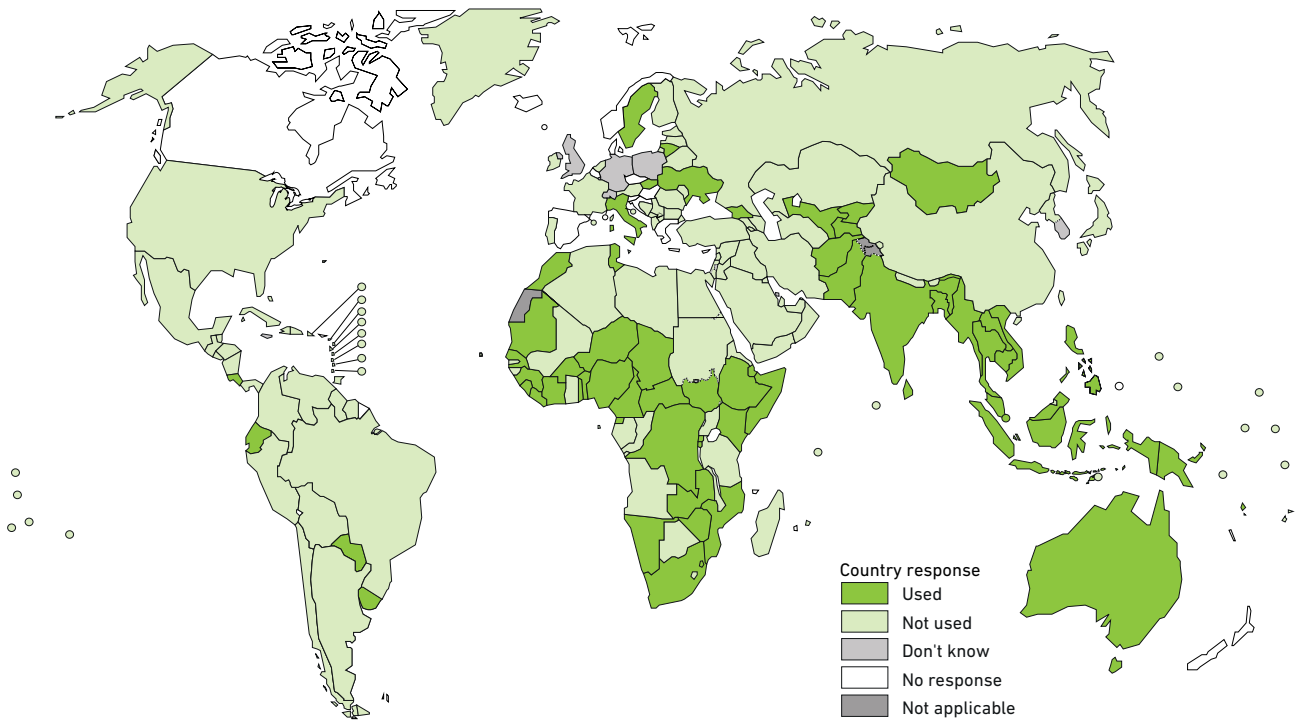 Country response
Used
Not used
Don't know
No response
Not applicable